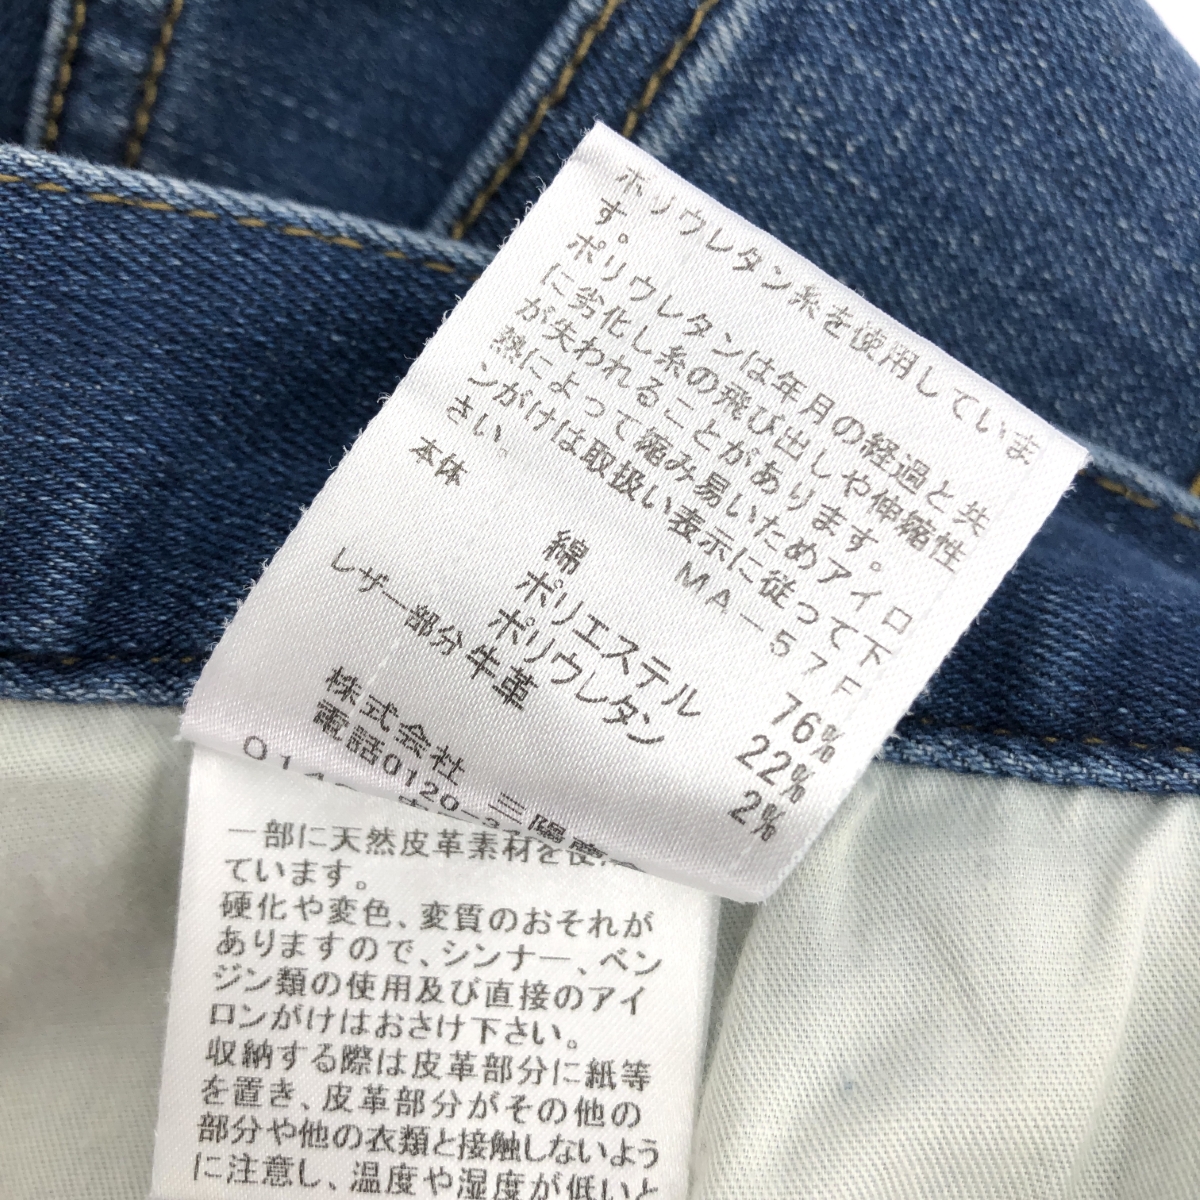 ポリウレタン糸を使用していま
す。
ポリウレタンは年月の経過と共
に劣化し糸の飛び出しや伸縮性
が失われることがあります。
熱によって縮み易いためアイロ
ンがけは取扱い表示に従って下
さい。
MA-57F
本体
綿 76%
ポリエステル 22%
ポリウレタン 2%
レザー部分牛革
株式会社 三陽
電話0120-
一部に天然皮革素材を使
ています。
硬化や変色、変質のおそれが
ありますので、シンナー、ベン
ジン類の使用及び直接のアイ
ロンがけはおさけ下さい。
収納する際は皮革部分に紙等
を置き、皮革部分がその他の
部分や他の衣類と接触しないよう
に注意し、温度や湿度が低いと